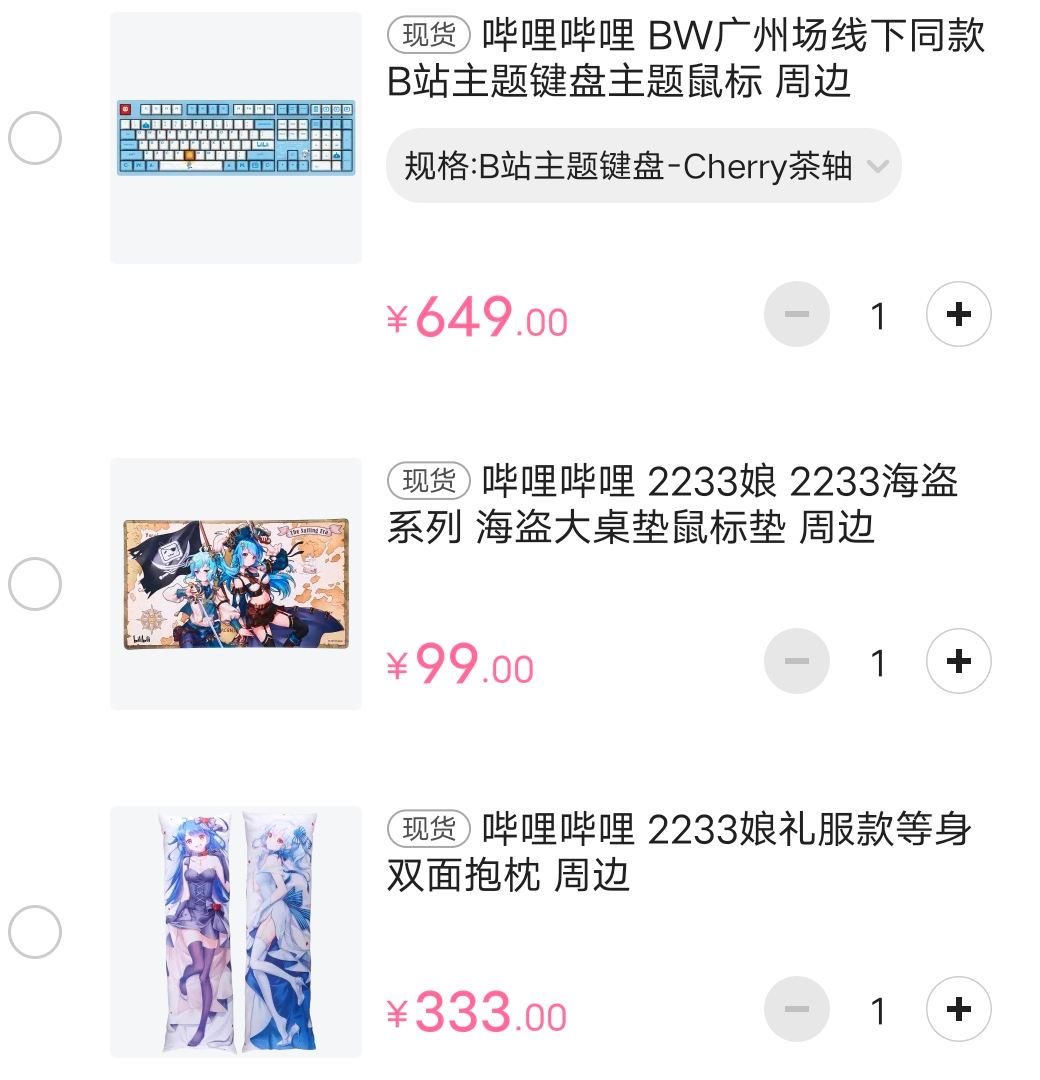 现货 哔哩哔哩 BW广州场线下同款
B站主题键盘主题鼠标 周边
规格:B站主题键盘-Cherry茶轴
¥649.00
1
现货 哔哩哔哩 2233娘 2233海盗
系列 海盗大桌垫鼠标垫 周边
The Sailing Era
bilibili
¥99.00
1
现货 哔哩哔哩 2233娘礼服款等身
双面抱枕 周边
¥333.00
1